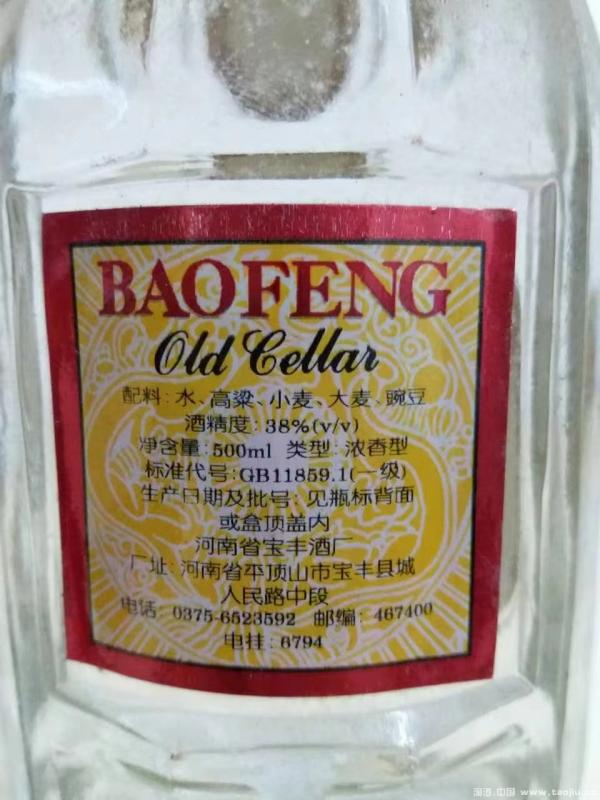 BAOFENG
Old Cellar
配料:水、高粱、小麦、大麦、豌豆
酒精度:38%(v/v)
净含量:500ml 类型:浓香型
标准代号:GB11859.1(一级)
生产日期及批号:见瓶标背面
或盒顶盖内
河南省宝丰酒厂
厂址:河南省平顶山市宝丰县城
人民路中段
电话:0375-6523592 邮编:467400
电挂:6794